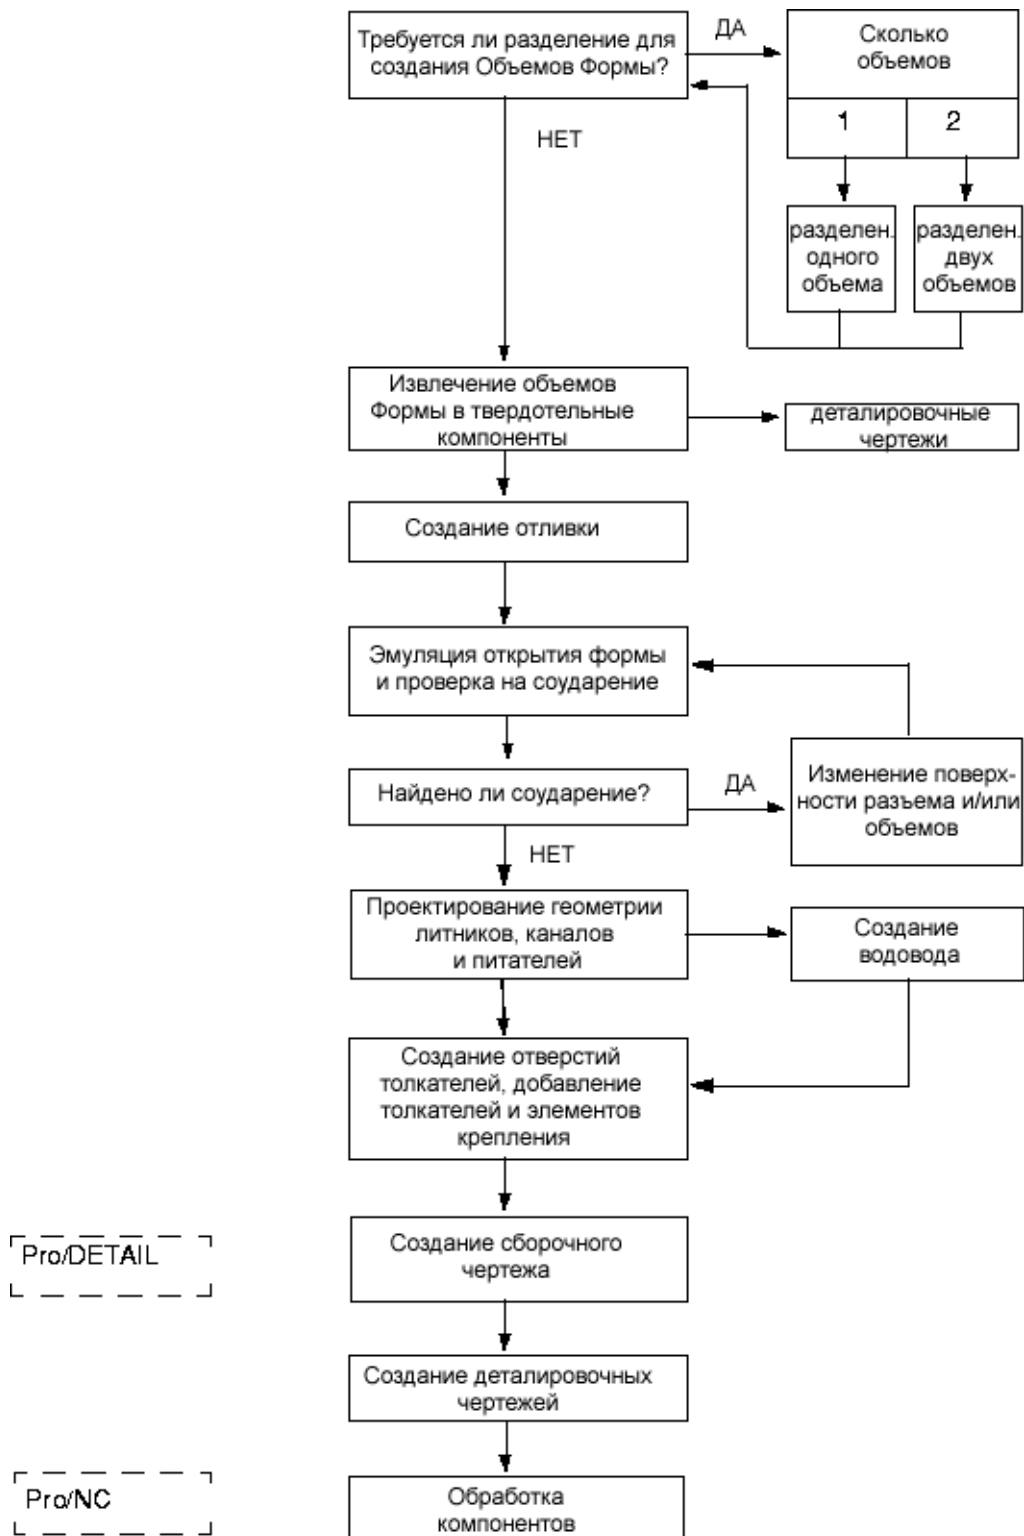 Требуется ли разделение для
создания Объемов Формы?
ДА
Сколько
объемов
1
2
НЕТ
разделен.
одного
объема
разделен.
двух
объемов
Извлечение объемов
Формы в твердотельные
компоненты
деталировочные
чертежи
Создание отливки
Эмуляция открытия формы
и проверка на соударение
Найдено ли соударение?
ДА
Изменение поверх-
ности разъема и/или
объемов
НЕТ
Проектирование геометрии
литников, каналов
и питателей
Создание
водовода
Создание отверстий
толкателей, добавление
толкателей и элементов
крепления
Pro/DETAIL
Создание сборочного
чертежа
Создание деталировочных
чертежей
Pro/NC
Обработка
компонентов